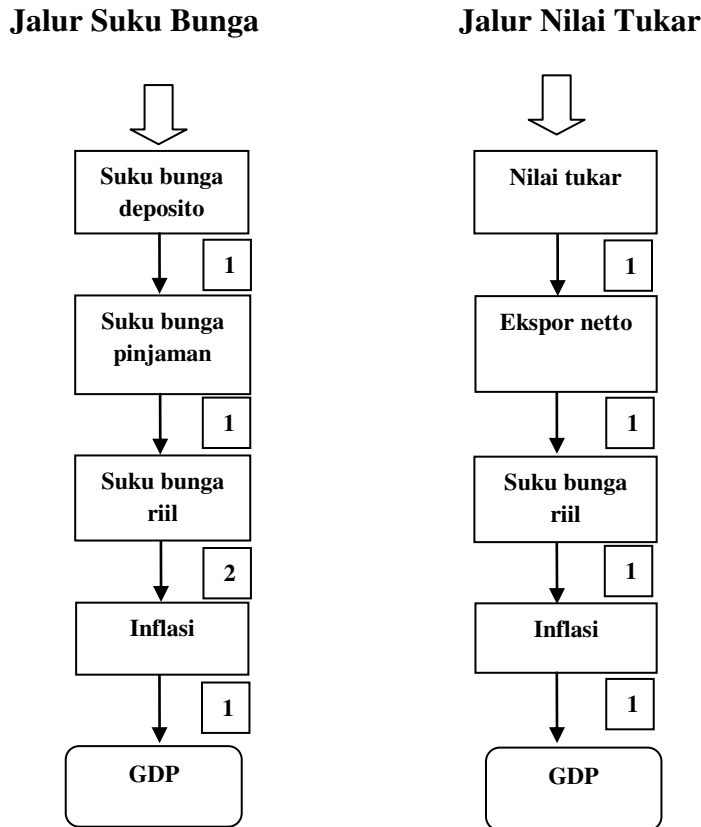 Jalur Suku Bunga
Suku bunga
deposito
1
Suku bunga
pinjaman
1
Suku bunga
riil
2
Inflasi
1
GDP
Jalur Nilai Tukar
Nilai tukar
1
Ekspor netto
1
Suku bunga
riil
1
Inflasi
1
GDP